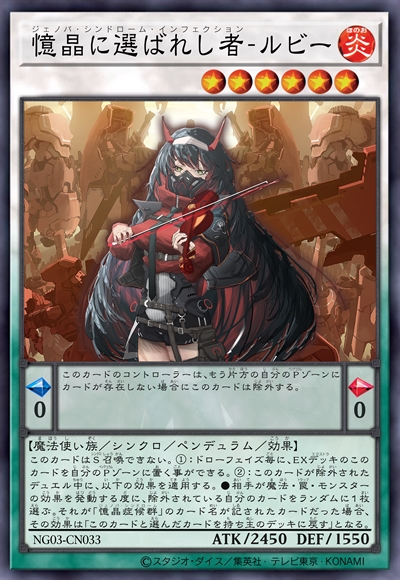 ジェノバ・シンドローム・インフェクション
憶晶に選ばれし者-ルビー
ほのお
炎
このカードのコントローラーは、もう片方の自分のPゾーンに
カードが存在しない場合にこのカードは除外する。
0
0
【魔法使い族／シンクロ／ペンデュラム／効果】
このカードはS召喚できない。①：ドローフェイズ毎に、EXデッキのこの
カードを自分のPゾーンに置く事ができる。②：このカードが除外された
デュエル中に、以下の効果を適用する。●相手が魔法・罠・モンスター
の効果を発動する度に、除外されている自分のカードをランダムに1枚
選ぶ。それが「憶晶症候群」のカード名が記されたカードだった場合、
その効果は「このカードと選んだカードを持ち主のデッキに戻す」となる。
ATK/2450 DEF/1550
NG03-CN033
©スタジオ・ダイス／集英社・テレビ東京・KONAMI